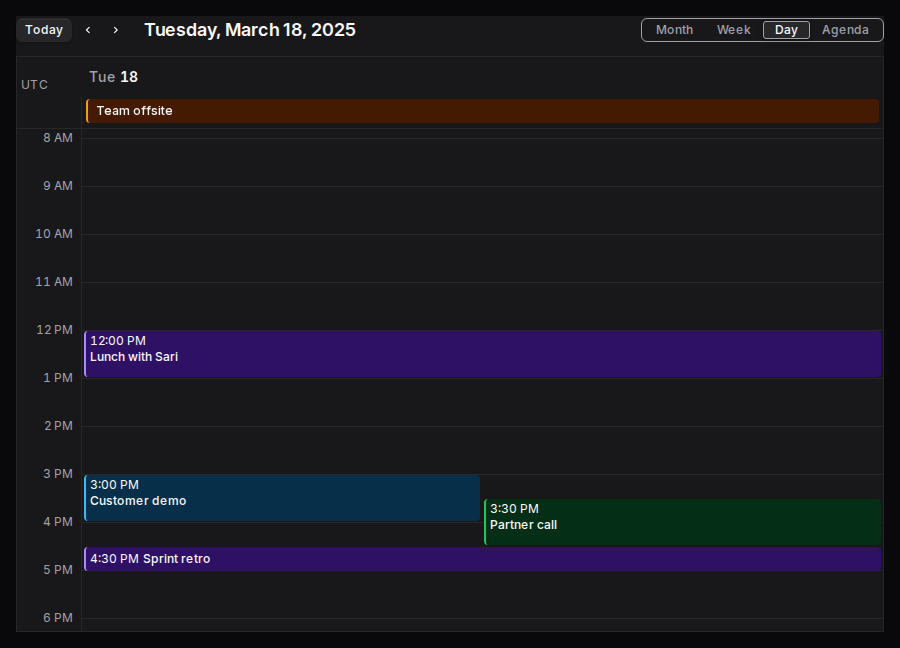 Today
Tuesday, March 18, 2025
Month Week Day Agenda
UTC
Tue 18
Team offsite
8 AM
9 AM
10 AM
11 AM
12 PM
12:00 PM
Lunch with Sari
1 PM
2 PM
3 PM
3:00 PM
Customer demo
3:30 PM
Partner call
4 PM
4:30 PM Sprint retro
5 PM
6 PM